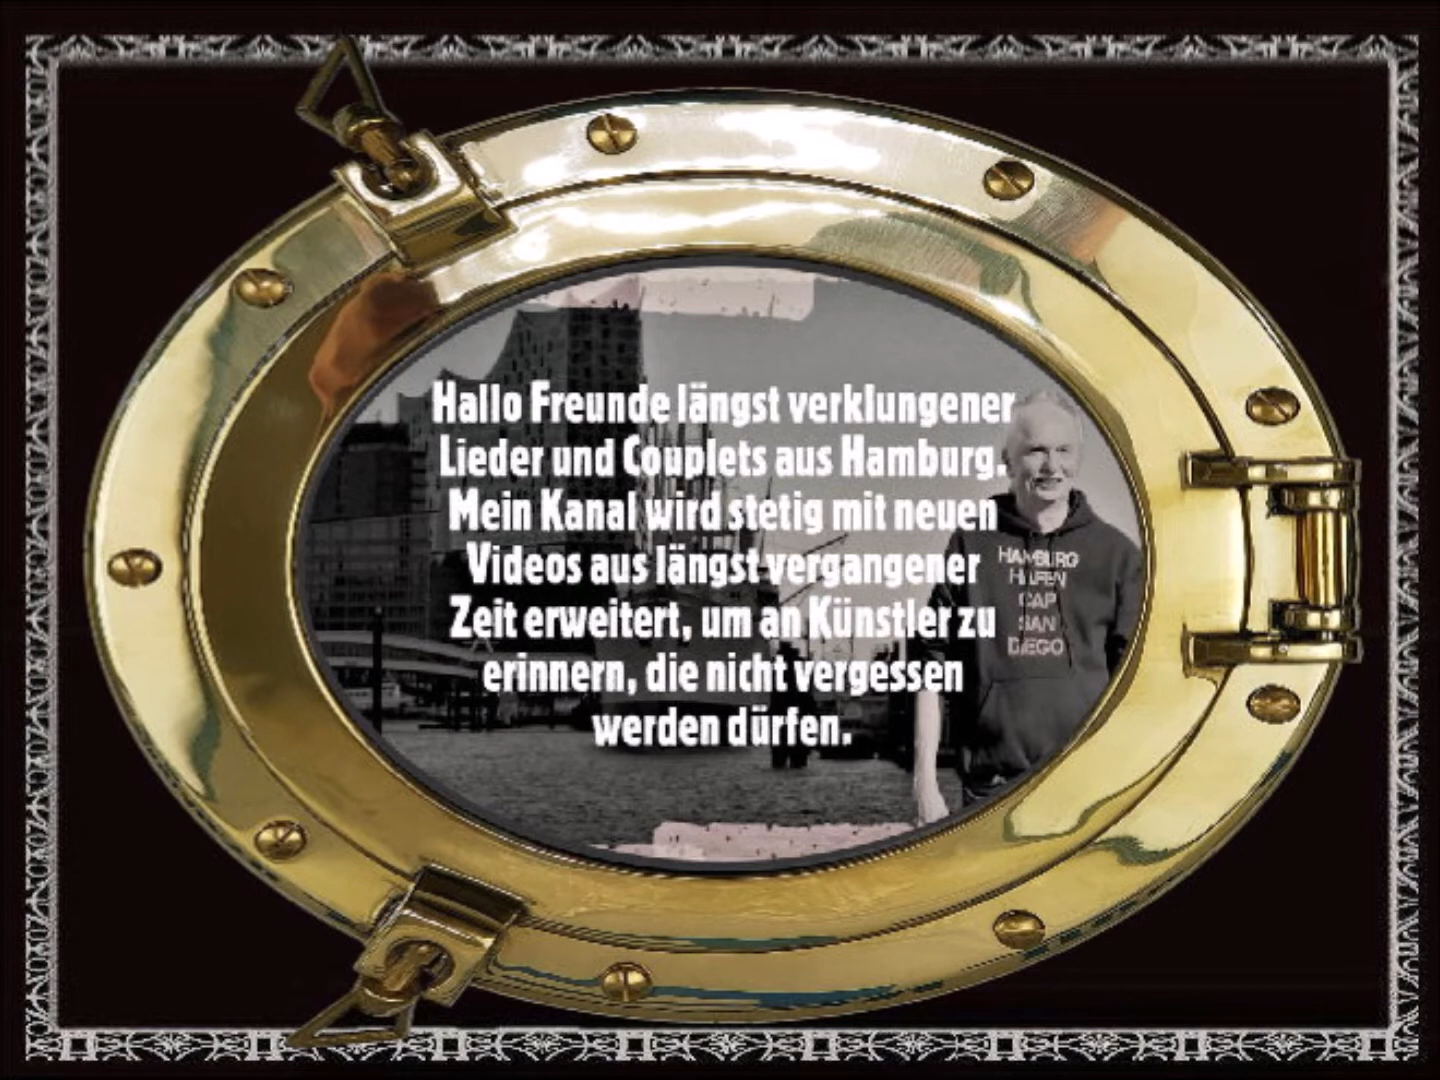 Hallo Freunde längst verklungener
Lieder und Couplets aus Hamburg.
Mein Kanal wird stetig mit neuen
Videos aus längst vergangener
Zeit erweitert, um an Künstler zu
erinnern, die nicht vergessen
werden dürfen.
HAMBURG
HAFEN
CAP
SAN
DIEGO